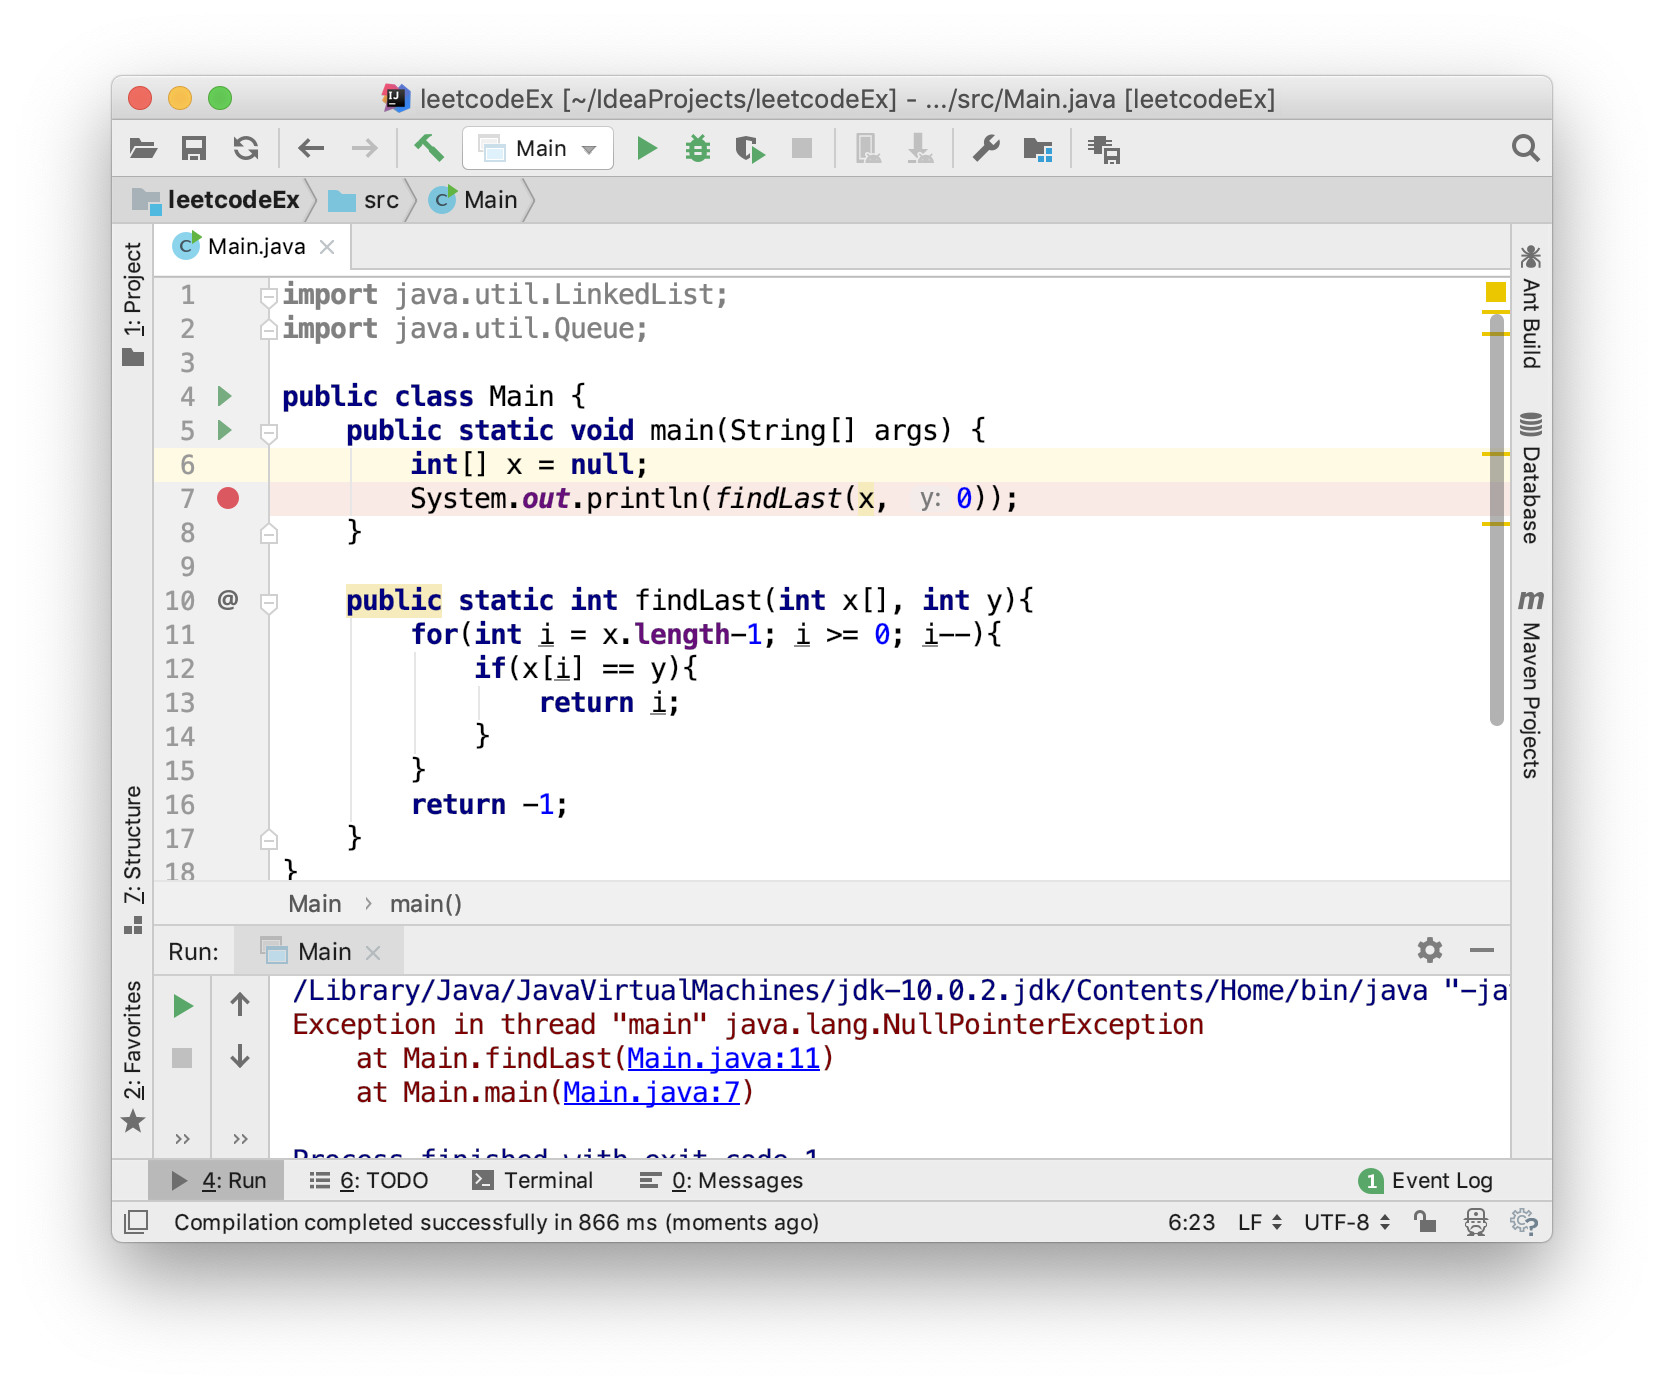 leetcodeEx [~/IdeaProjects/leetcodeEx] - .../src/Main.java [leetcodeEx]
Main
leetcodeEx src C Main
C Main.java
1: Project
7: Structure
2: Favorites
Ant Build
Database
m Maven Projects
1 import java.util.LinkedList;
2 import java.util.Queue;
3
4 public class Main {
5 public static void main(String[] args) {
6 int[] x = null;
7 System.out.println(findLast(x, y: 0));
8 }
9
10 @ public static int findLast(int x[], int y){
11 for(int i = x.length-1; i >= 0; i--){
12 if(x[i] == y){
13 return i;
14 }
15 }
16 return -1;
17 }
18 }
Main › main()
Run: Main
/Library/Java/JavaVirtualMachines/jdk-10.0.2.jdk/Contents/Home/bin/java "-ja
Exception in thread "main" java.lang.NullPointerException
at Main.findLast(Main.java:11)
at Main.main(Main.java:7)
Process finished with exit code 1
4: Run 6: TODO Terminal 0: Messages 1 Event Log
Compilation completed successfully in 866 ms (moments ago) 6:23 LF UTF-8